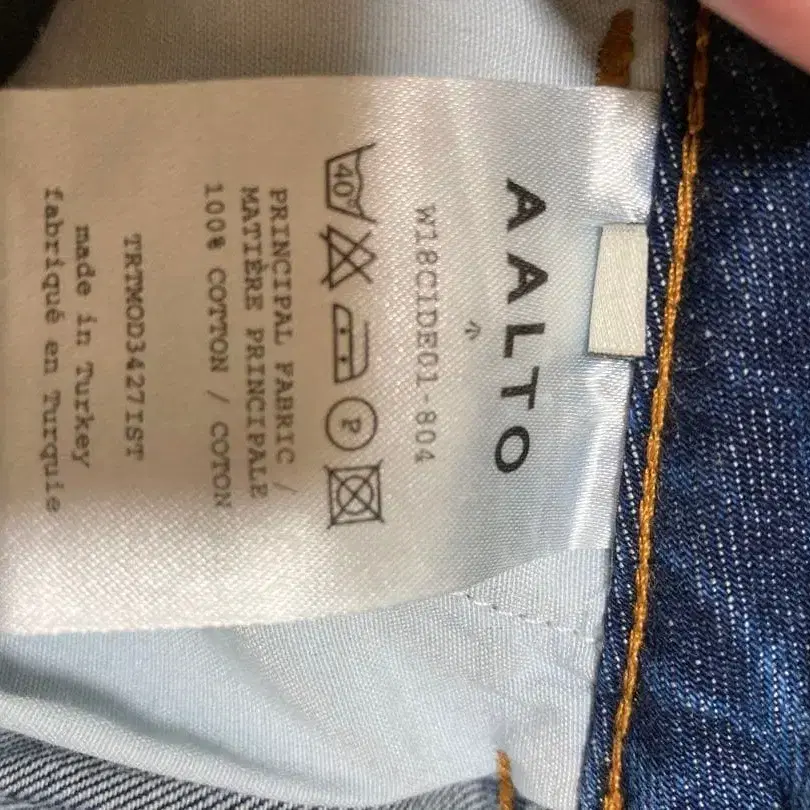 AALTO
W18C1DE01-804
40°
P
PRINCIPAL FABRIC /
MATIÈRE PRINCIPALE
100% COTTON / COTON
TRTMOD3427IST
made in Turkey
fabriqué en Turquie